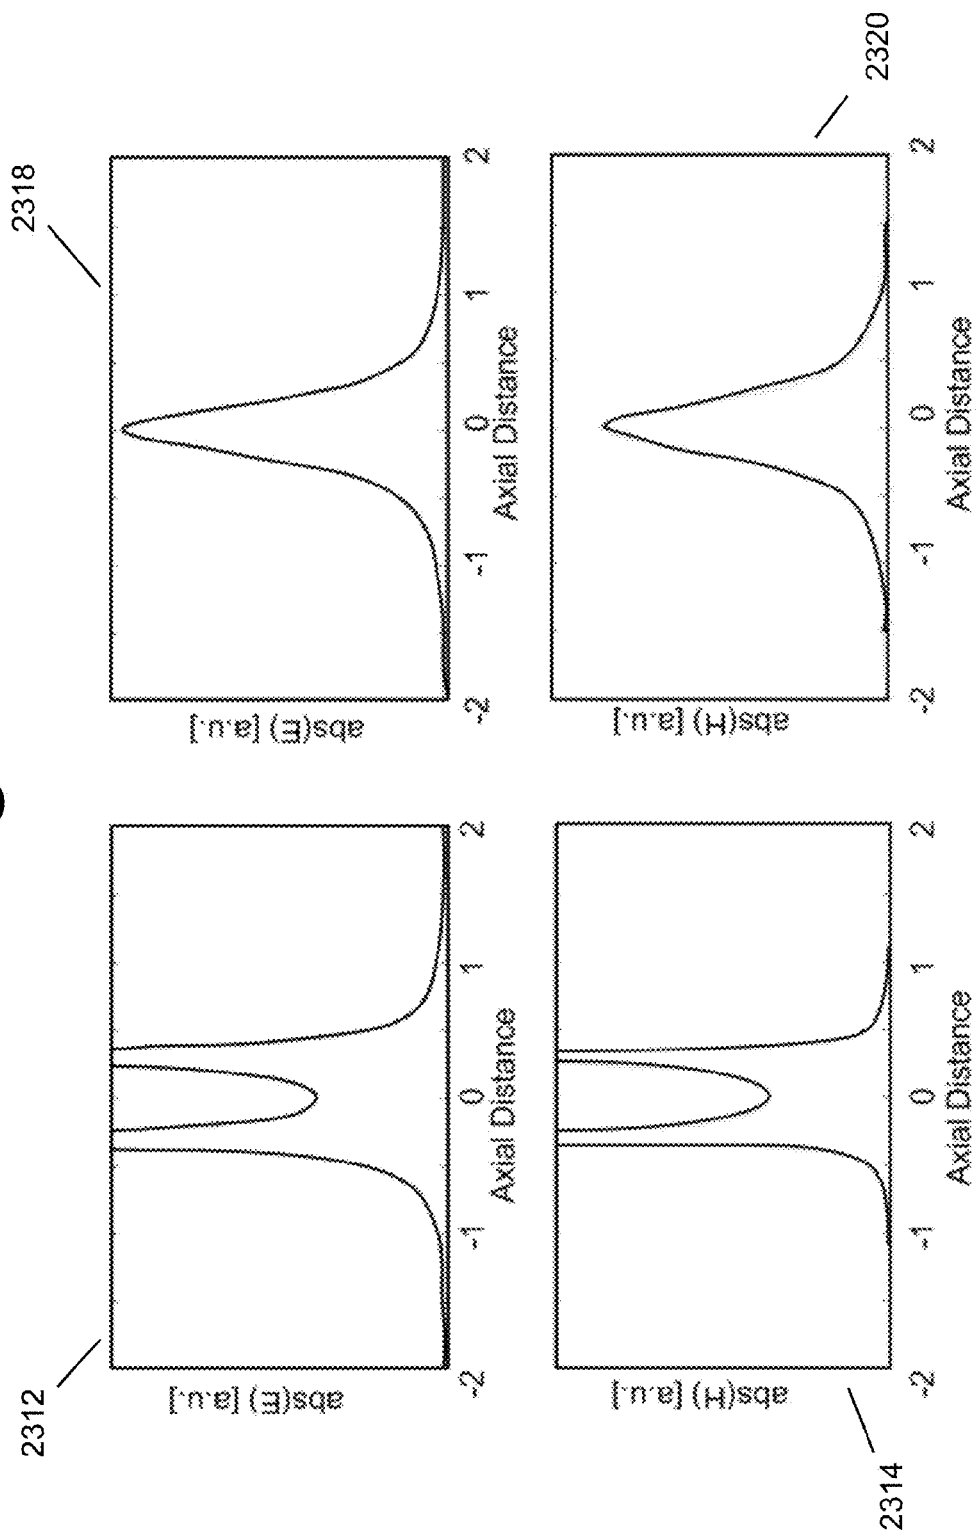 2312
2318
abs(E) [a.u.]
abs(E) [a.u.]
-2 -1 0 1 2
-2 -1 0 1 2
Axial Distance
Axial Distance
abs(H) [a.u.]
abs(H) [a.u.]
-2 -1 0 1 2
-2 -1 0 1 2
Axial Distance
Axial Distance
2314
2320